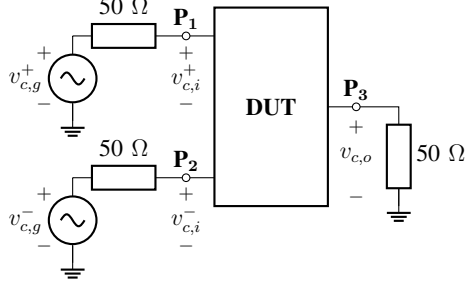 50 Ω P₁
+ +
v⁺c,g v⁺c,i
− −
DUT
P₃
+
vc,o 50 Ω
−
50 Ω P₂
+ +
v⁻c,g v⁻c,i
− −